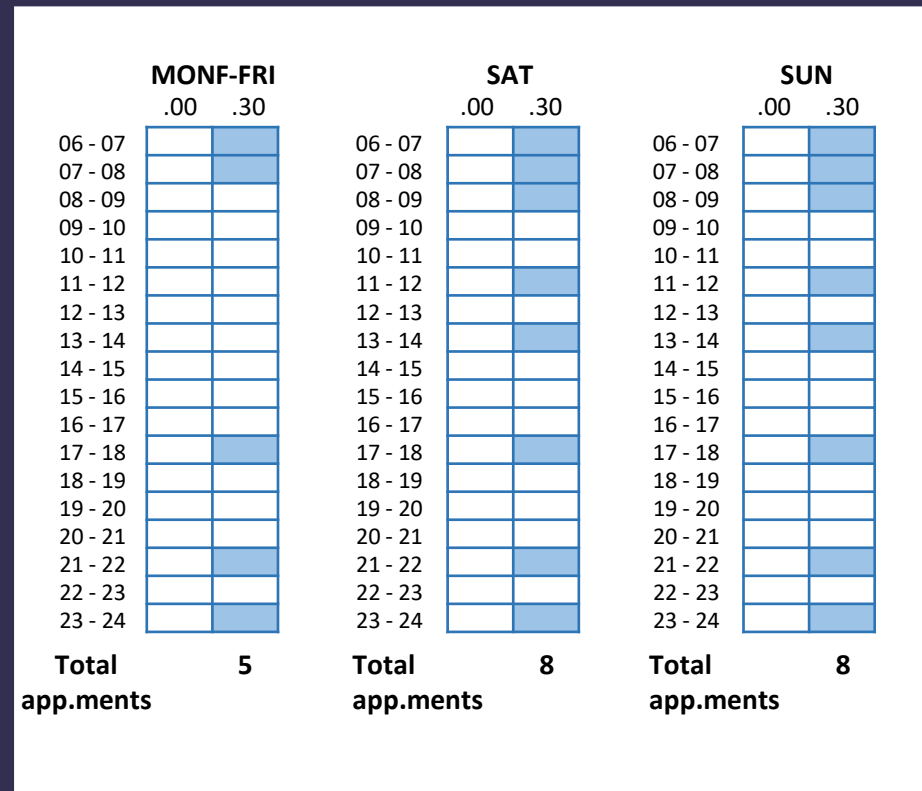 MONF-FRI SAT SUN
.00 .30 .00 .30 .00 .30
06 - 07 06 - 07 06 - 07
07 - 08 07 - 08 07 - 08
08 - 09 08 - 09 08 - 09
09 - 10 09 - 10 09 - 10
10 - 11 10 - 11 10 - 11
11 - 12 11 - 12 11 - 12
12 - 13 12 - 13 12 - 13
13 - 14 13 - 14 13 - 14
14 - 15 14 - 15 14 - 15
15 - 16 15 - 16 15 - 16
16 - 17 16 - 17 16 - 17
17 - 18 17 - 18 17 - 18
18 - 19 18 - 19 18 - 19
19 - 20 19 - 20 19 - 20
20 - 21 20 - 21 20 - 21
21 - 22 21 - 22 21 - 22
22 - 23 22 - 23 22 - 23
23 - 24 23 - 24 23 - 24
Total 5 Total 8 Total 8
app.ments app.ments app.ments